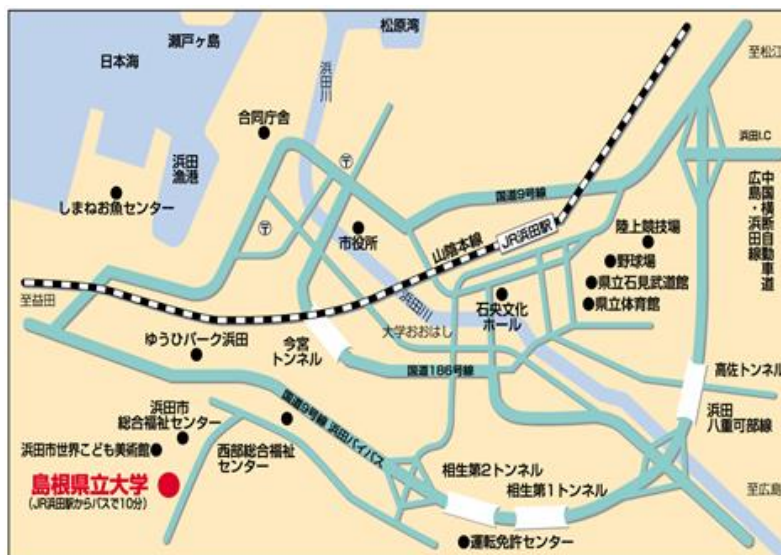 松原湾
瀬戸ヶ島
日本海
至松江
浜田川
合同庁舎
浜田I.C
浜田
漁港
〒
しまねお魚センター
国道9号線
中国横断自動車道
広島・浜田線
〒
市役所
山陰本線
JR浜田駅
陸上競技場
野球場
県立石見武道館
県立体育館
至益田
浜田川
石央文化
ホール
大学おおはし
ゆうひパーク浜田
今宮
トンネル
国道186号線
高佐トンネル
浜田
八重可部線
国道9号線 浜田バイパス
浜田市
総合福祉センター
浜田市世界こども美術館
西部総合福祉
センター
島根県立大学
(JR浜田駅からバスで10分)
相生第2トンネル
相生第1トンネル
至広島
運転免許センター